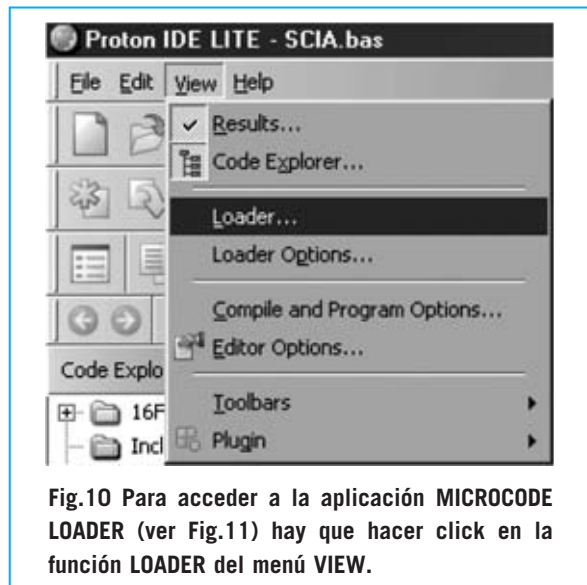 Proton IDE LITE - SCIA.bas
File Edit View Help
Results...
Code Explorer...
Loader...
Loader Options...
Compile and Program Options...
Editor Options...
Code Explo
Toolbars
16F
Plugin
Incl
Fig.10 Para acceder a la aplicación MICROCODE
LOADER (ver Fig.11) hay que hacer click en la
función LOADER del menú VIEW.